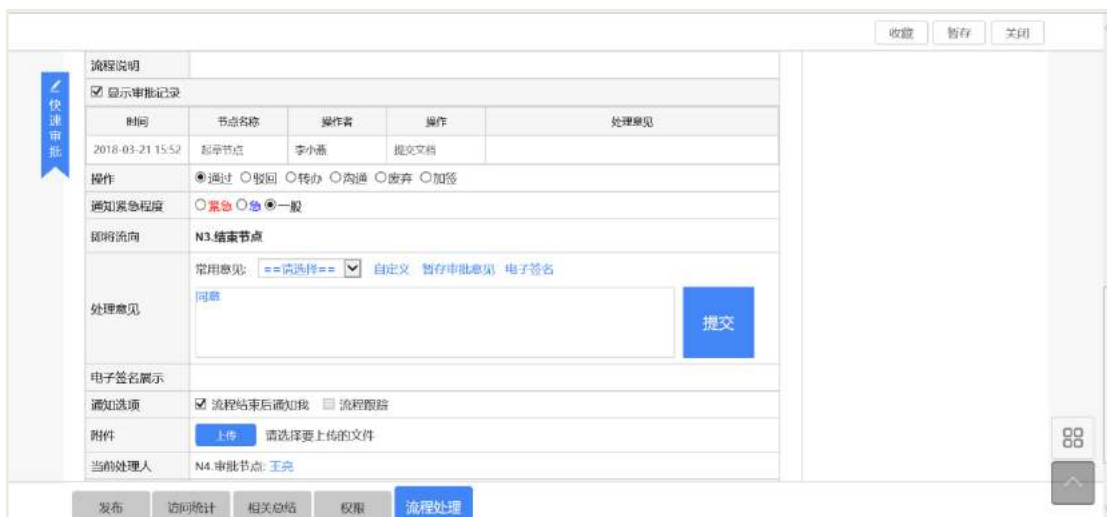 收藏 暂存 关闭
快速审批
流程说明
显示审批记录
时间 节点名称 操作者 操作 处理意见
2018-03-21 15:52 起草节点 李小燕 提交文档
操作 通过 驳回 转办 沟通 废弃 加签
通知紧急程度 紧急 急 一般
即将流向 N3.结束节点
常用意见: ==请选择== 自定义 暂存审批意见 电子签名
处理意见 同意 提交
电子签名展示
通知选项 流程结束后通知我 流程跟踪
附件 上传 请选择要上传的文件
当前处理人 N4.审批节点: 王亮
发布 访问统计 相关总结 权限 流程处理